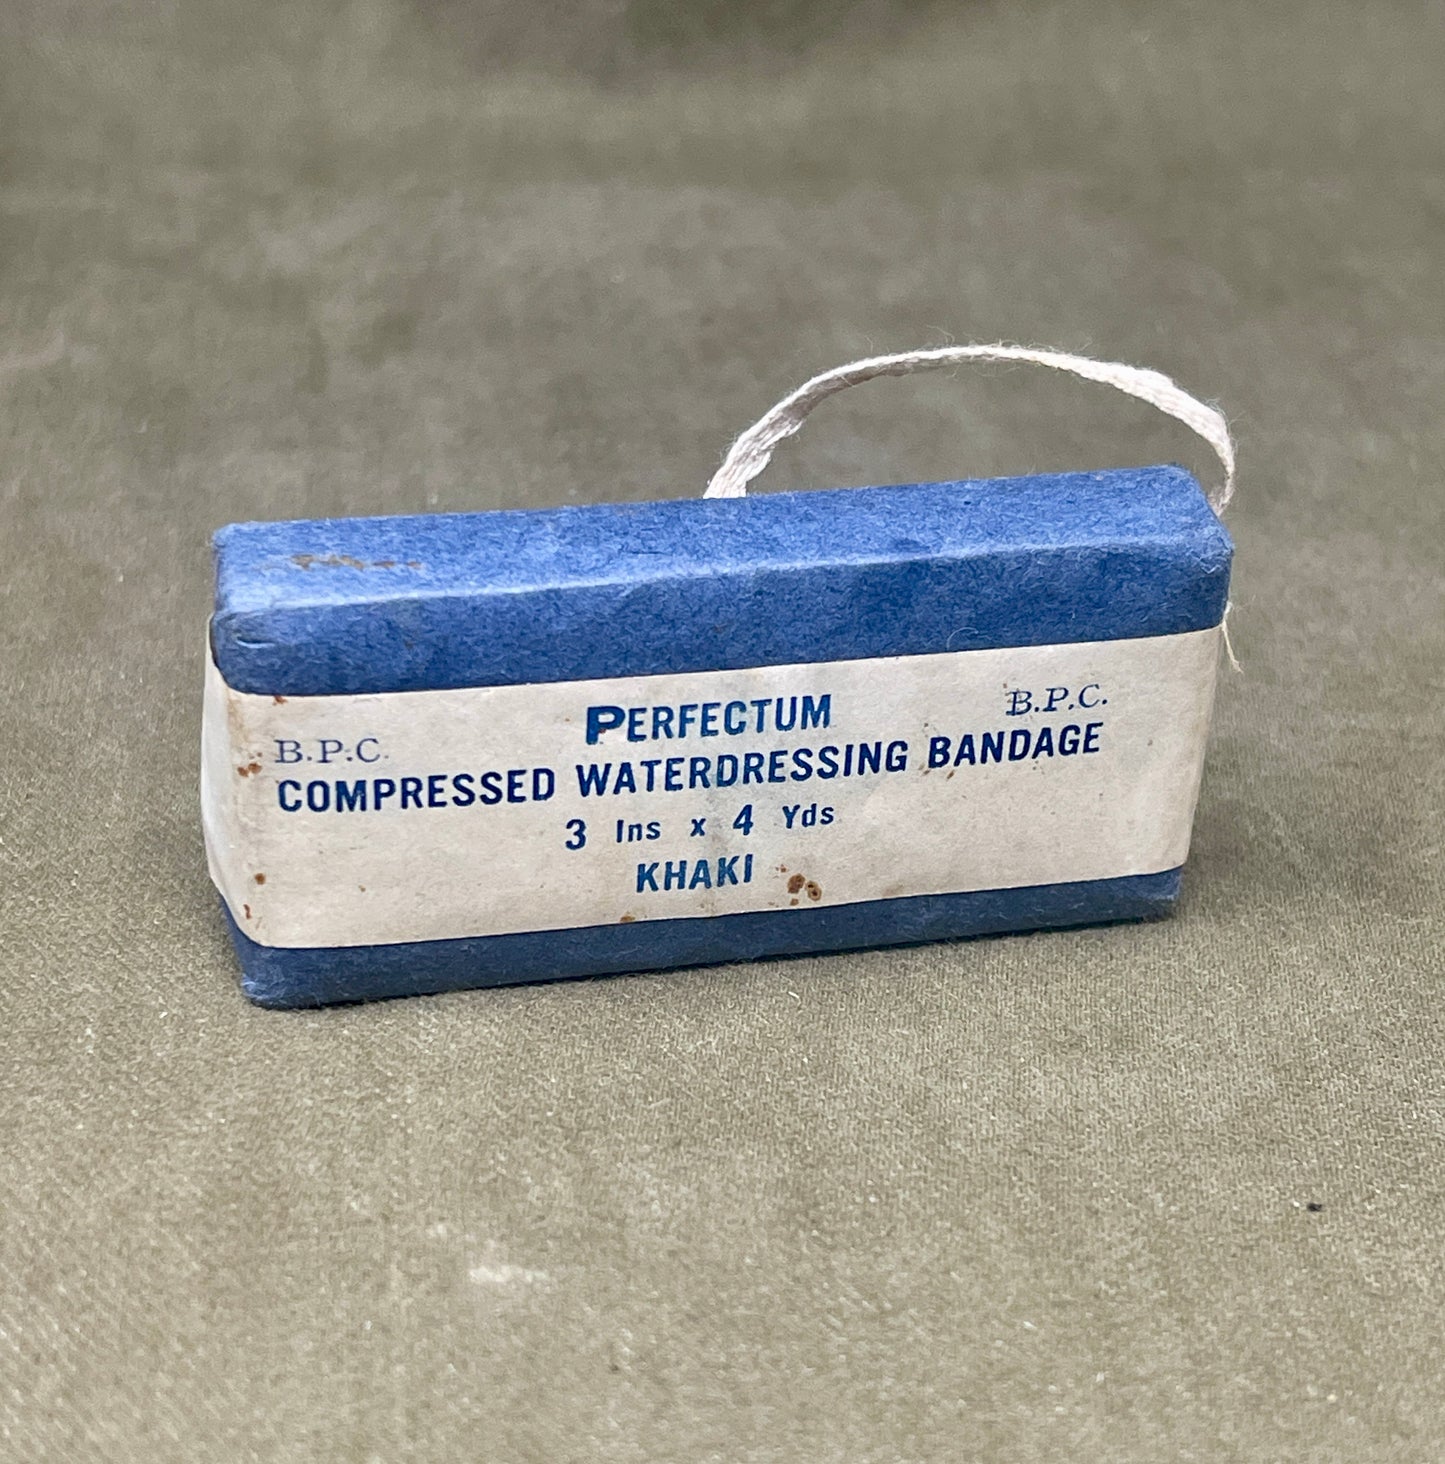 PERFECTUM
B.P.C. B.P.C.
COMPRESSED WATERDRESSING BANDAGE
3 Ins x 4 Yds
KHAKI